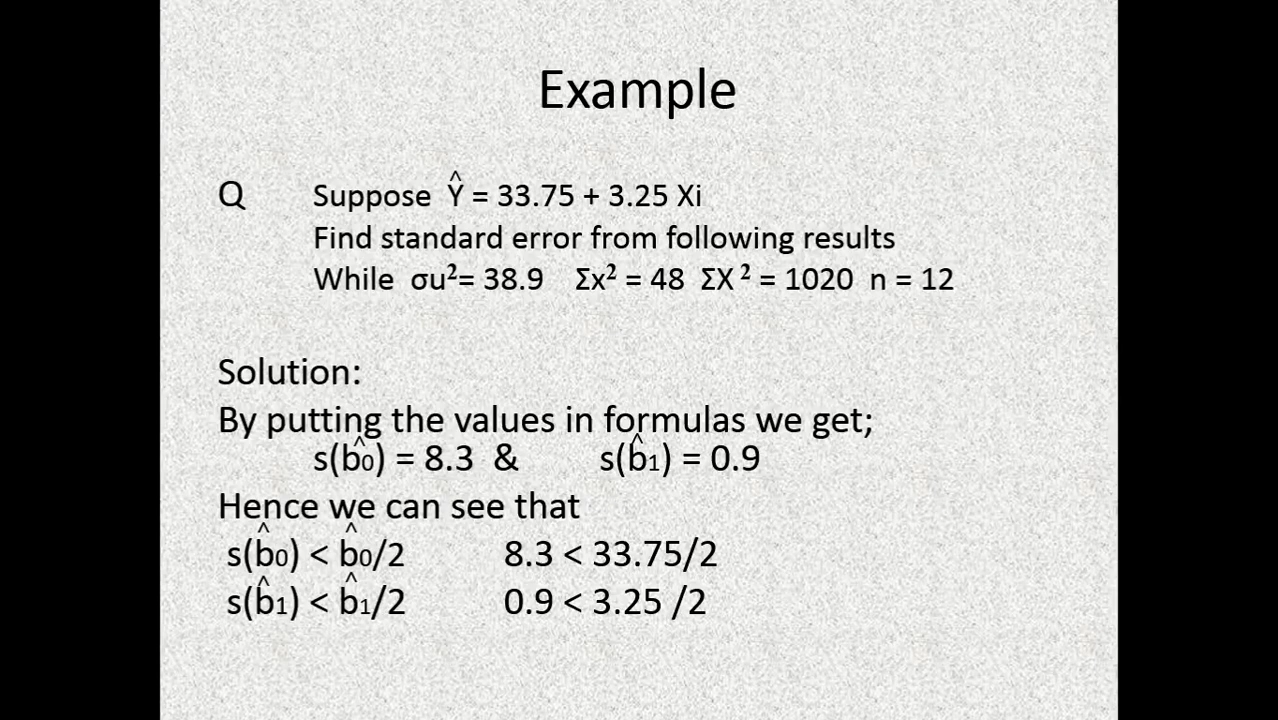 Example
Q Suppose Ŷ = 33.75 + 3.25 Xi
Find standard error from following results
While σu²= 38.9 Σx² = 48 ΣX ² = 1020 n = 12
Solution:
By putting the values in formulas we get;
s(b̂₀) = 8.3 & s(b̂₁) = 0.9
Hence we can see that
s(b̂₀) < b̂₀/2 8.3 < 33.75/2
s(b̂₁) < b̂₁/2 0.9 < 3.25 /2